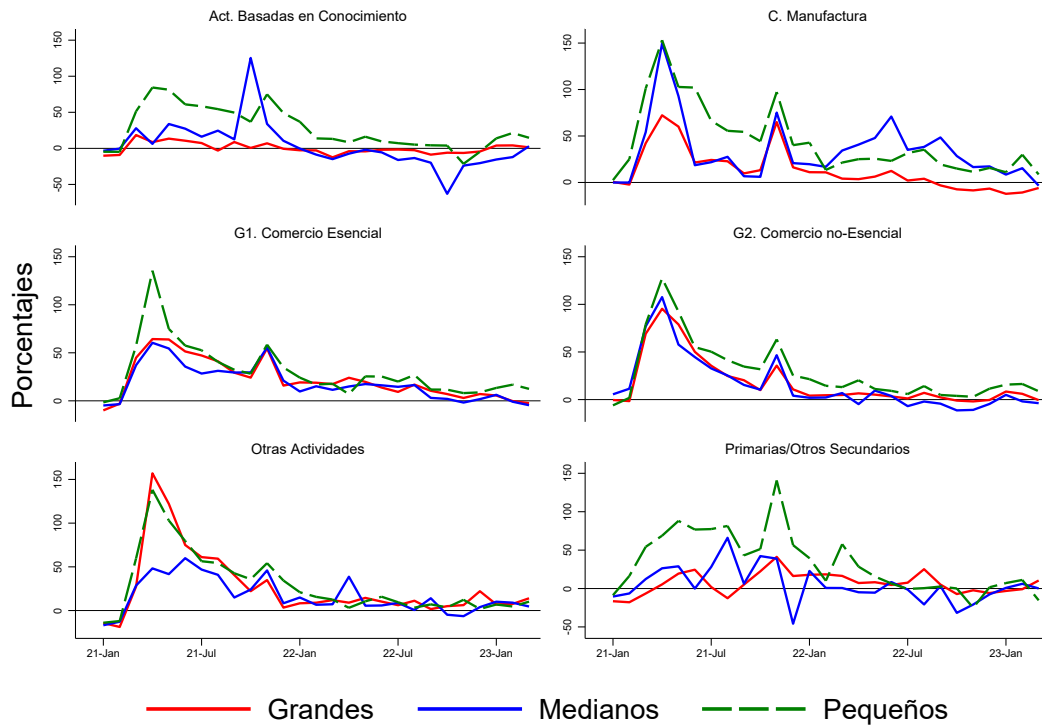 Act. Basadas en Conocimiento
C. Manufactura
150
100
50
0
-50
150
100
50
0
G1. Comercio Esencial
G2. Comercio no-Esencial
150
100
50
0
150
100
50
0
Porcentajes
Otras Actividades
Primarias/Otros Secundarios
150
100
50
0
150
100
50
0
-50
21-Jan 21-Jul 22-Jan 22-Jul 23-Jan
21-Jan 21-Jul 22-Jan 22-Jul 23-Jan
Grandes Medianos Pequeños